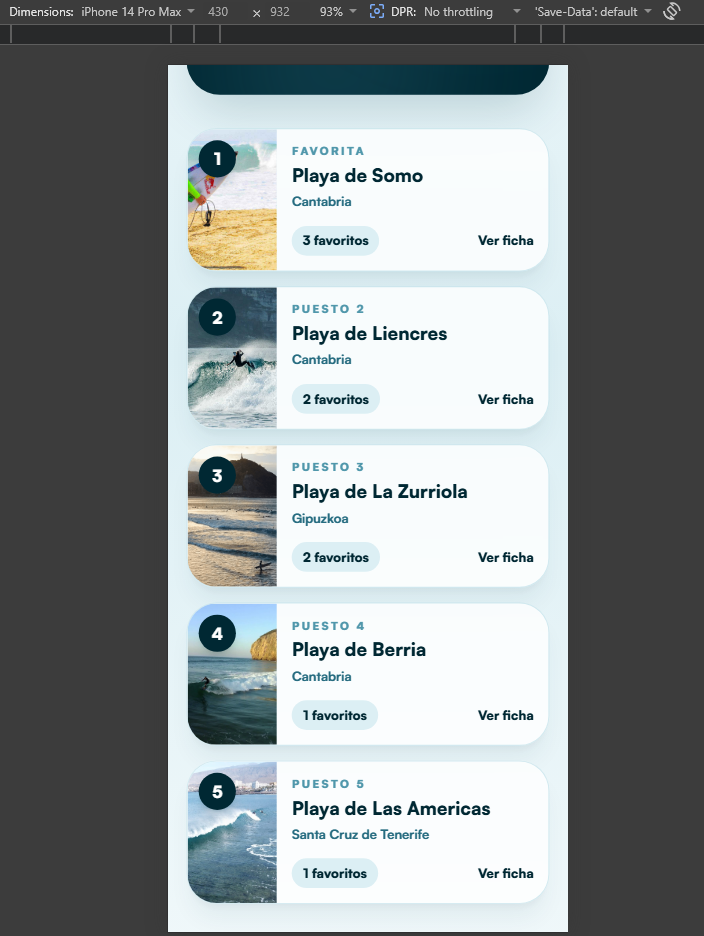 Dimensions: iPhone 14 Pro Max 430 × 932 93% DPR: No throttling 'Save-Data': default
1
FAVORITA
Playa de Somo
Cantabria
3 favoritos Ver ficha
2
PUESTO 2
Playa de Liencres
Cantabria
2 favoritos Ver ficha
3
PUESTO 3
Playa de La Zurriola
Gipuzkoa
2 favoritos Ver ficha
4
PUESTO 4
Playa de Berria
Cantabria
1 favoritos Ver ficha
5
PUESTO 5
Playa de Las Americas
Santa Cruz de Tenerife
1 favoritos Ver ficha